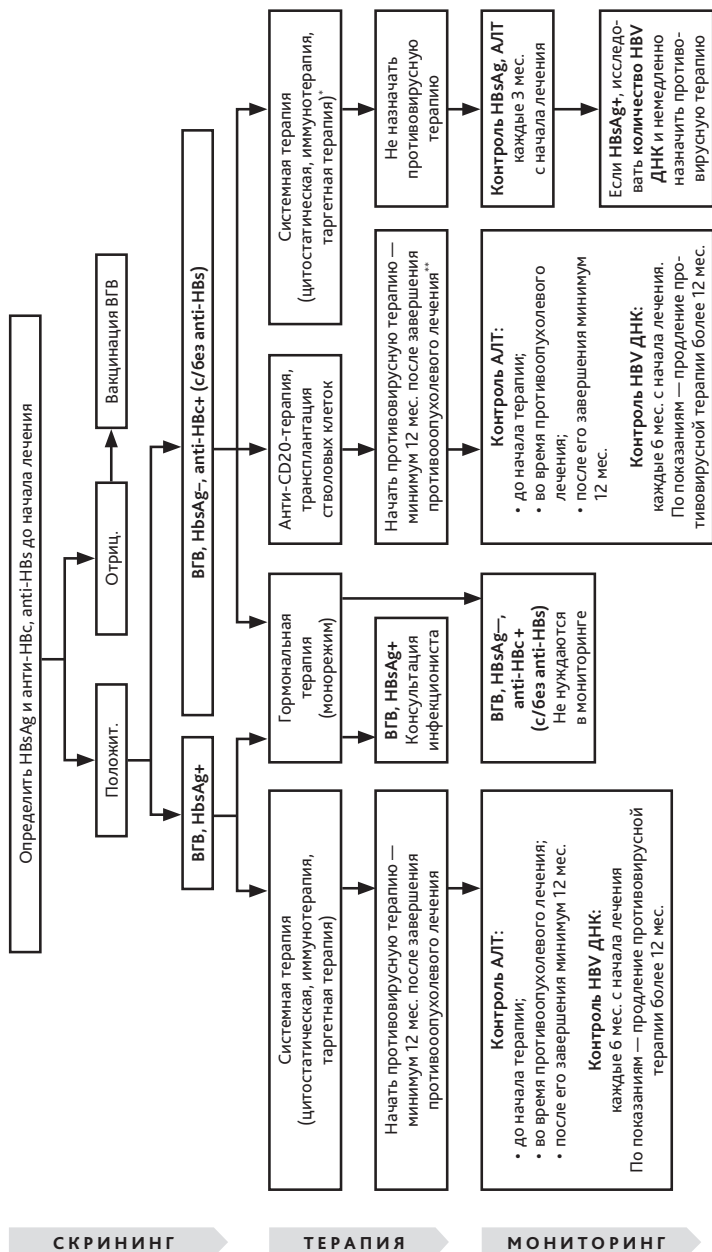 Определить HBsAg и анти-HBc, anti-HBs до начала лечения
Положит.
Отриц.
Вакцинация ВГВ
ВГВ, HbsAg+
ВГВ, HbsAg–, anti-HBc+ (с/без anti-HBs)
Системная терапия
(цитостатическая, иммунотерапия,
таргетная терапия)
Гормональная
терапия
(монорежим)
Анти-CD20-терапия,
трансплантация
стволовых клеток
Системная терапия
(цитостатическая, иммунотерапия,
таргетная терапия)*
Начать противовирусную терапию —
минимум 12 мес. после завершения
противооопухолевого лечения
ВГВ, HBsAg+
Консультация
инфекциониста
Начать противовирусную терапию —
минимум 12 мес. после завершения
противооопухолевого лечения**
Не назначать
противовирусную
терапию
Контроль АЛТ:
• до начала терапии;
• во время противоопухолевого лечения;
• после его завершения минимум 12 мес.
Контроль HBV ДНК:
каждые 6 мес. с начала лечения
По показаниям — продление противовирусной
терапии более 12 мес.
ВГВ, HBsAg—,
anti-HBc +
(с/без anti-HBs)
Не нуждаются
в мониторинге
Контроль АЛТ:
• до начала терапии;
• во время противоопухолевого
лечения;
• после его завершения минимум
12 мес.
Контроль HBV ДНК:
каждые 6 мес. с начала лечения.
По показаниям — продление про-
тивовирусной терапии более 12 мес.
Контроль HBsAg, АЛТ
каждые 3 мес.
с начала лечения
Если HBsAg+, исследо-
вать количество HBV
ДНК и немедленно
назначить противо-
вирусную терапию
СКРИНИНГ
ТЕРАПИЯ
МОНИТОРИНГ